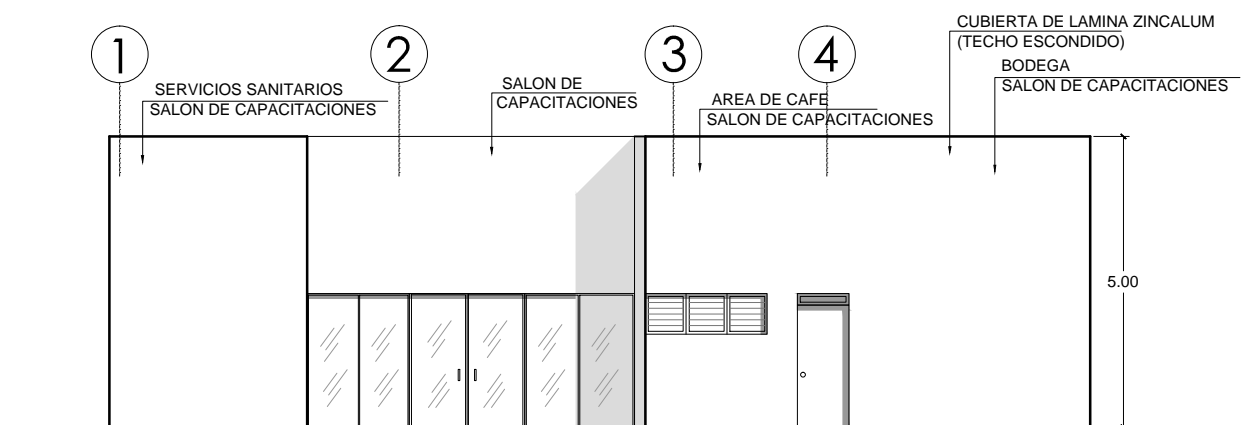 CUBIERTA DE LAMINA ZINCALUM
(TECHO ESCONDIDO)
1
2
3
4
BODEGA
SALON DE CAPACITACIONES
SERVICIOS SANITARIOS
SALON DE CAPACITACIONES
SALON DE
CAPACITACIONES
AREA DE CAFE
SALON DE CAPACITACIONES
5.00